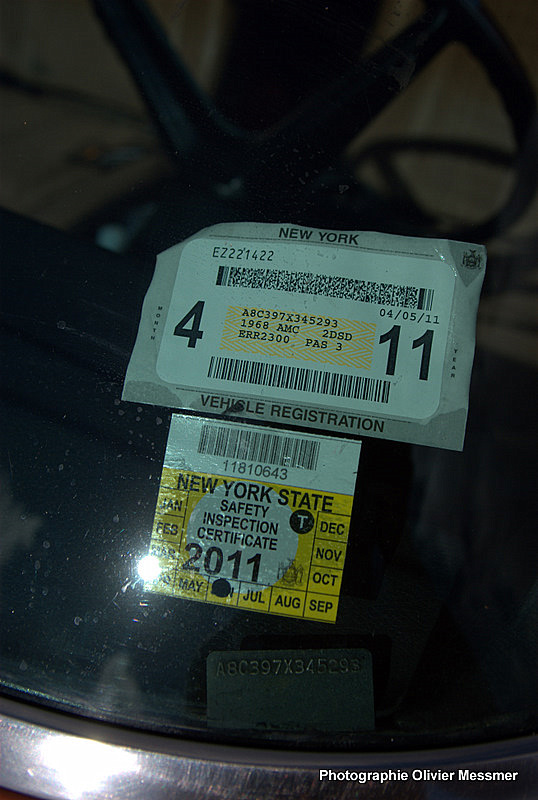 NEW YORK
EZ221422
04/05/11
MONTH
4
A8C397X345293
1968 AMC 2DSD
ERR2300 PAS 3
11
YEAR
VEHICLE REGISTRATION
11810643
NEW YORK STATE
SAFETY
INSPECTION
CERTIFICATE
T
2011
JAN
FEB
MAY
JUL
AUG
SEP
OCT
NOV
DEC
A8C397X345293
Photographie Olivier Messmer